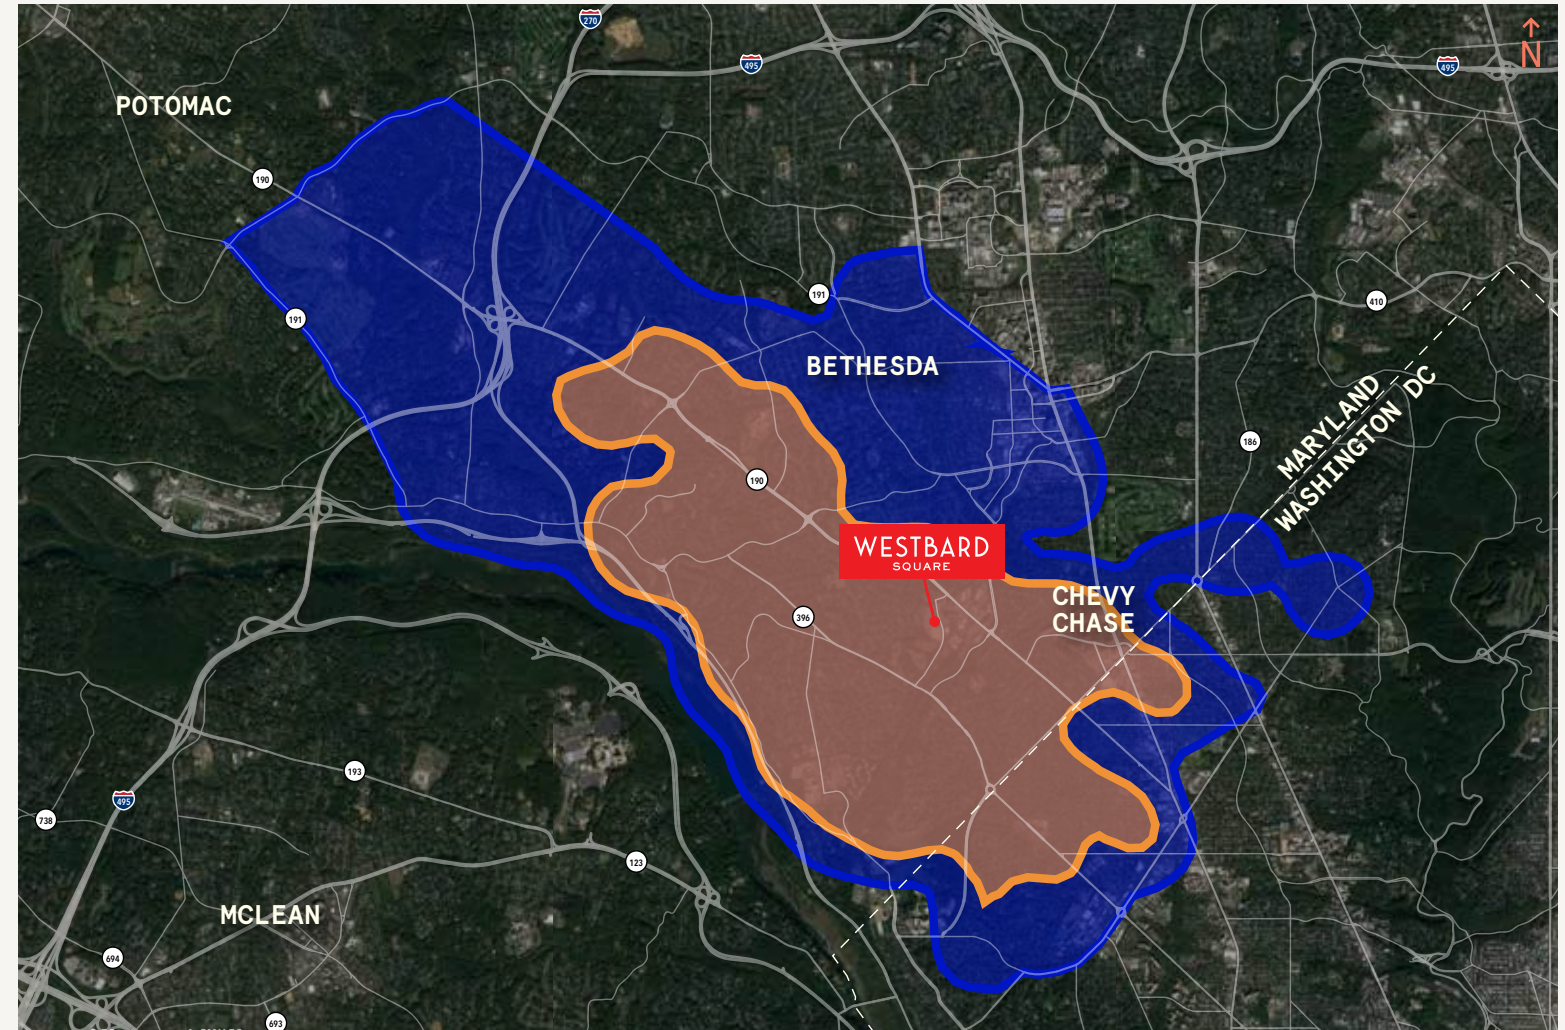 270
495
495
N
POTOMAC
190
191
191
410
BETHESDA
MARYLAND
WASHINGTON DC
186
190
WESTBARD
SQUARE
CHEVY
CHASE
396
193
495
738
123
MCLEAN
694
693